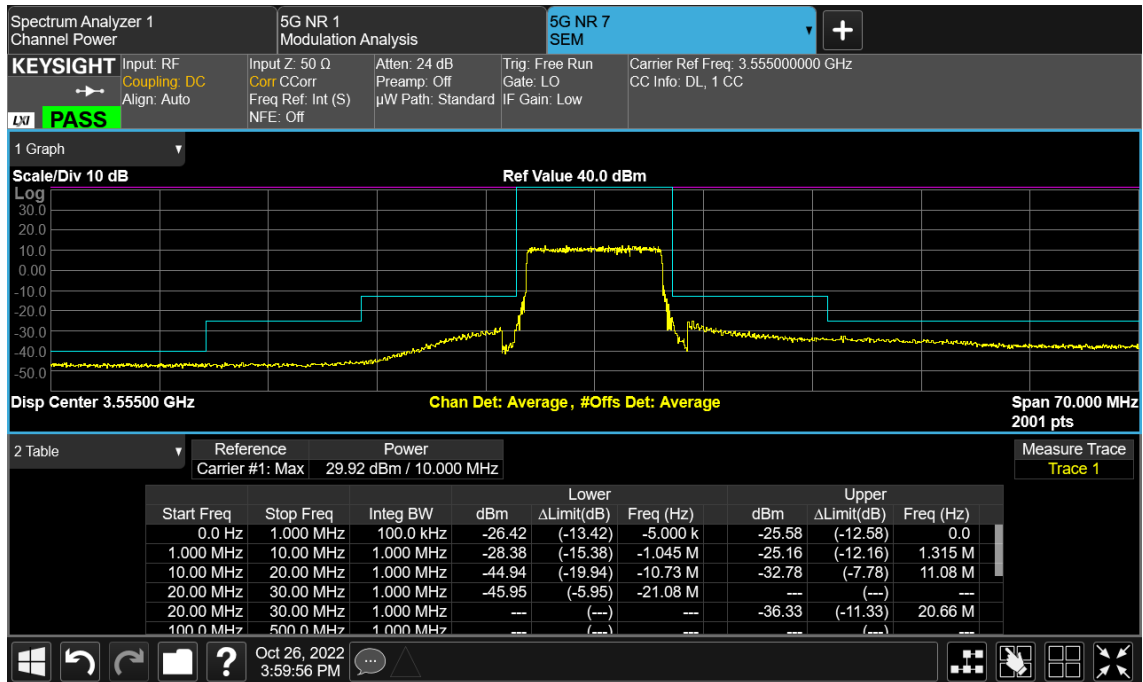 Spectrum Analyzer 1
Channel Power
5G NR 1
Modulation Analysis
5G NR 7
SEM
KEYSIGHT
LXI
PASS
Input: RF
Coupling: DC
Align: Auto
Input Z: 50 Ω
Corr CCorr
Freq Ref: Int (S)
NFE: Off
Atten: 24 dB
Preamp: Off
µW Path: Standard
Trig: Free Run
Gate: LO
IF Gain: Low
Carrier Ref Freq: 3.555000000 GHz
CC Info: DL, 1 CC
1 Graph
Scale/Div 10 dB
Ref Value 40.0 dBm
Log
30.0
20.0
10.0
0.00
-10.0
-20.0
-30.0
-40.0
-50.0
Disp Center 3.55500 GHz
Chan Det: Average , #Offs Det: Average
Span 70.000 MHz
2001 pts
2 Table
Reference Power
Carrier #1: Max 29.92 dBm / 10.000 MHz
Measure Trace
Trace 1
Lower Upper
Start Freq Stop Freq Integ BW dBm ΔLimit(dB) Freq (Hz) dBm ΔLimit(dB) Freq (Hz)
0.0 Hz 1.000 MHz 100.0 kHz -26.42 (-13.42) -5.000 k -25.58 (-12.58) 0.0
1.000 MHz 10.00 MHz 1.000 MHz -28.38 (-15.38) -1.045 M -25.16 (-12.16) 1.315 M
10.00 MHz 20.00 MHz 1.000 MHz -44.94 (-19.94) -10.73 M -32.78 (-7.78) 11.08 M
20.00 MHz 30.00 MHz 1.000 MHz -45.95 (-5.95) -21.08 M --- (---) ---
20.00 MHz 30.00 MHz 1.000 MHz --- (---) --- -36.33 (-11.33) 20.66 M
100.0 MHz 500.0 MHz 1.000 MHz --- (---) --- --- (---) ---
Oct 26, 2022
3:59:56 PM